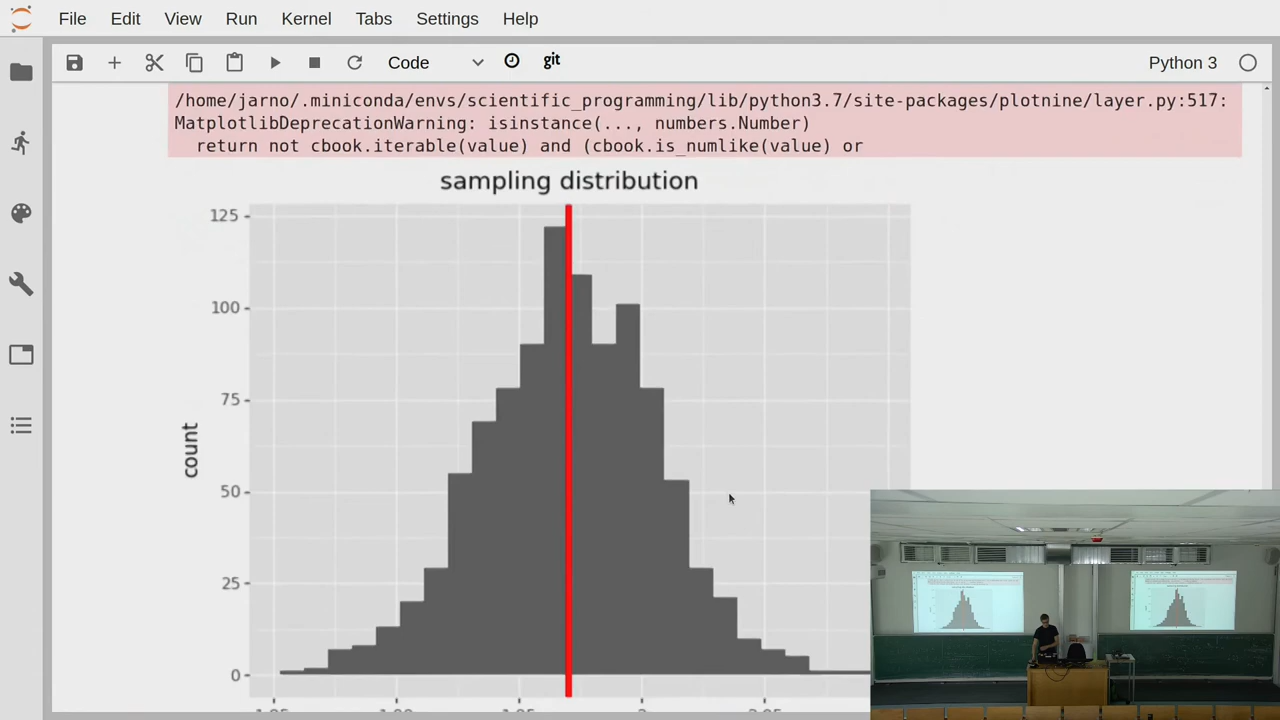 File Edit View Run Kernel Tabs Settings Help
Code git Python 3
/home/jarno/.miniconda/envs/scientific_programming/lib/python3.7/site-packages/plotnine/layer.py:517:
MatplotlibDeprecationWarning: isinstance(..., numbers.Number)
return not cbook.iterable(value) and (cbook.is_numlike(value) or
sampling distribution
125
100
75
50
25
0
count